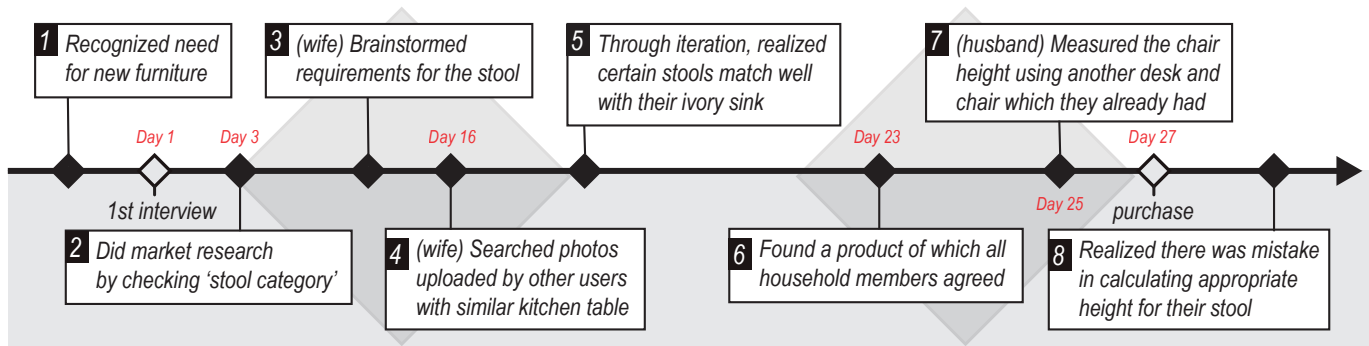 1 Recognized need
for new furniture
3 (wife) Brainstormed
requirements for the stool
5 Through iteration, realized
certain stools match well
with their ivory sink
7 (husband) Measured the chair
height using another desk and
chair which they already had
Day 1
Day 3
Day 16
Day 23
Day 27
1st interview
Day 25
purchase
2 Did market research
by checking ‘stool category’
4 (wife) Searched photos
uploaded by other users
with similar kitchen table
6 Found a product of which all
household members agreed
8 Realized there was mistake
in calculating appropriate
height for their stool